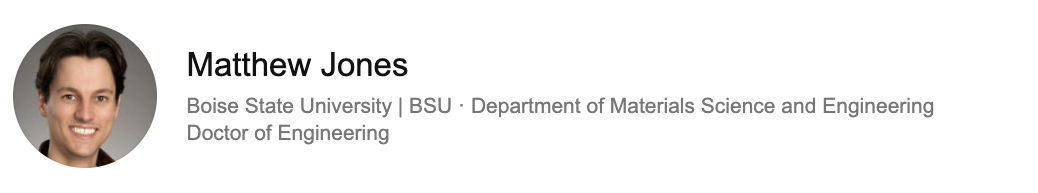 Matthew Jones
Boise State University | BSU · Department of Materials Science and Engineering
Doctor of Engineering